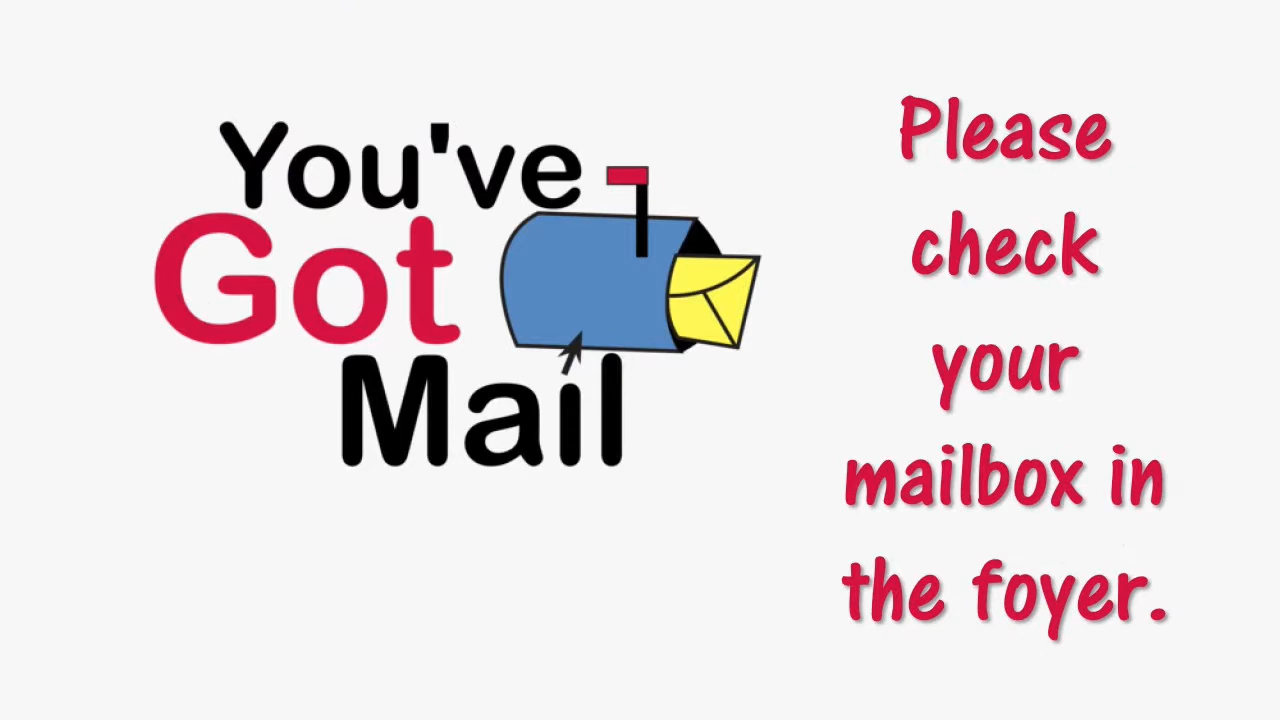 You've
Got
Mail
Please
check
your
mailbox in
the foyer.